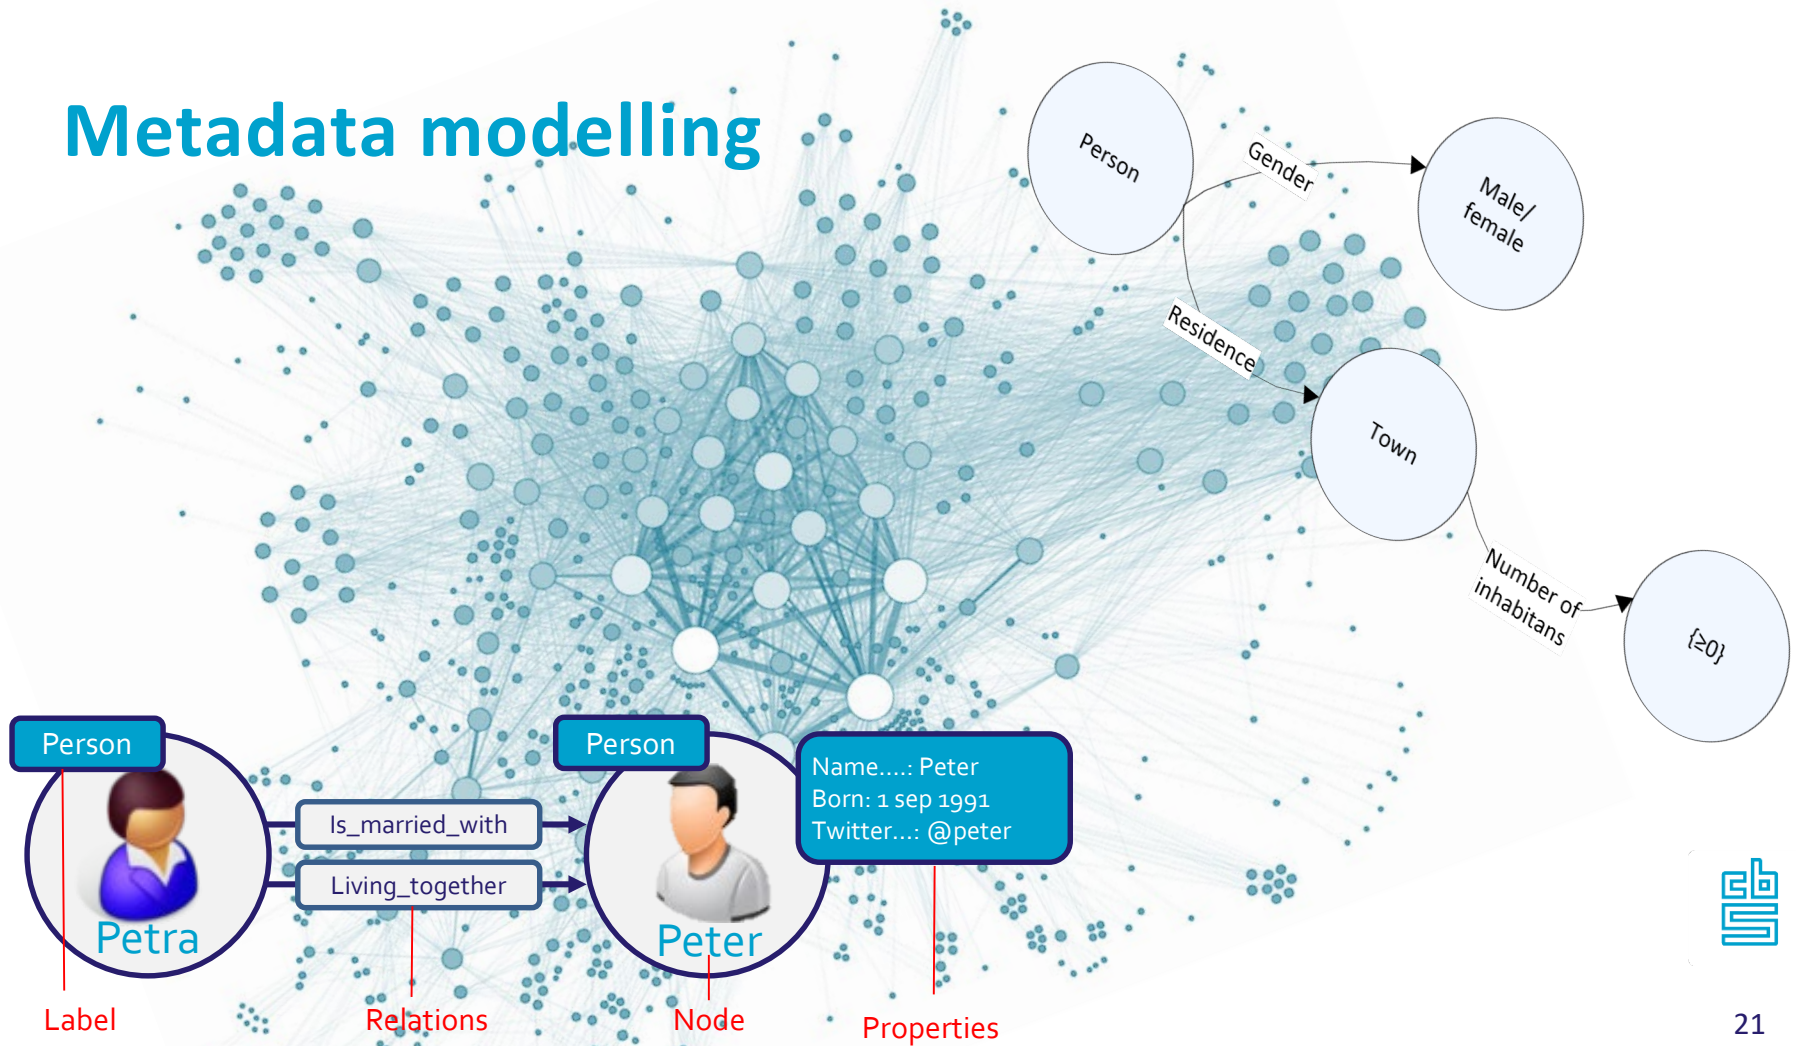 Metadata modelling
Person
Gender
Male/
female
Residence
Town
Number of
inhabitans
{≥0}
Person
Person
Name....: Peter
Born: 1 sep 1991
Twitter...: @peter
Is_married_with
Living_together
Petra
Peter
Label
Relations
Node
Properties
cbs
21